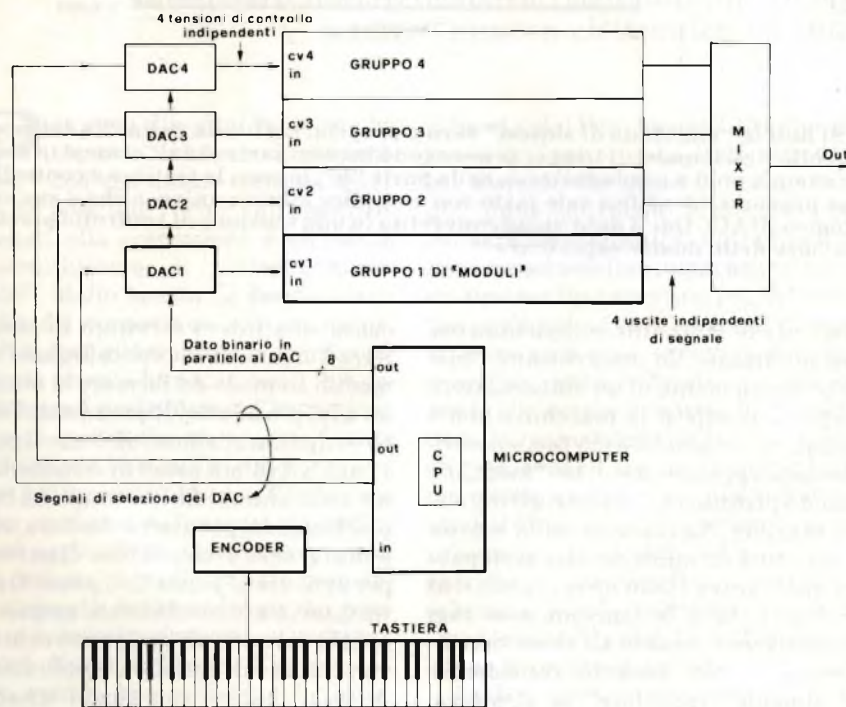 4 tensioni di controllo
indipendenti
DAC4
cv4
in
GRUPPO 4
DAC3
cv3
in
GRUPPO 3
DAC2
cv2
in
GRUPPO 2
DAC1
cv1
in
GRUPPO 1 DI "MODULI"
MIXER
Out
4 uscite indipendenti
di segnale
Dato binario in
parallelo ai DAC
8
out
out
in
CPU
MICROCOMPUTER
Segnali di selezione del DAC
ENCODER
TASTIERA